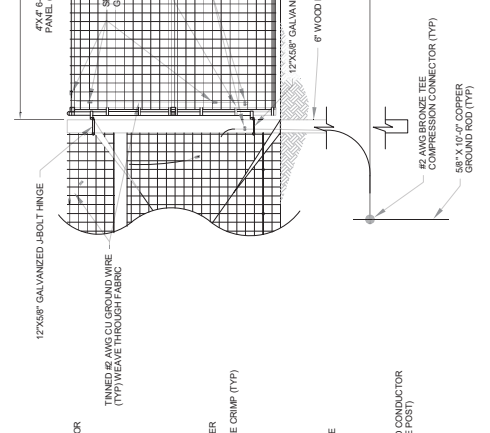 4"X4" 6-
PANEL
12"X5/8" GALVAN
6" WOOD
12"X5/8" GALVANIZED J-BOLT HINGE
TINNED #2 AWG CU GROUND WIRE
(TYP) WEAVE THROUGH FABRIC
#2 AWG BRONZE TEE
COMPRESSION CONNECTOR (TYP)
5/8" X 10'-0" COPPER
GROUND ROD (TYP)
OR
ER
E CRIMP (TYP)
E
CONDUCTOR
E POST)